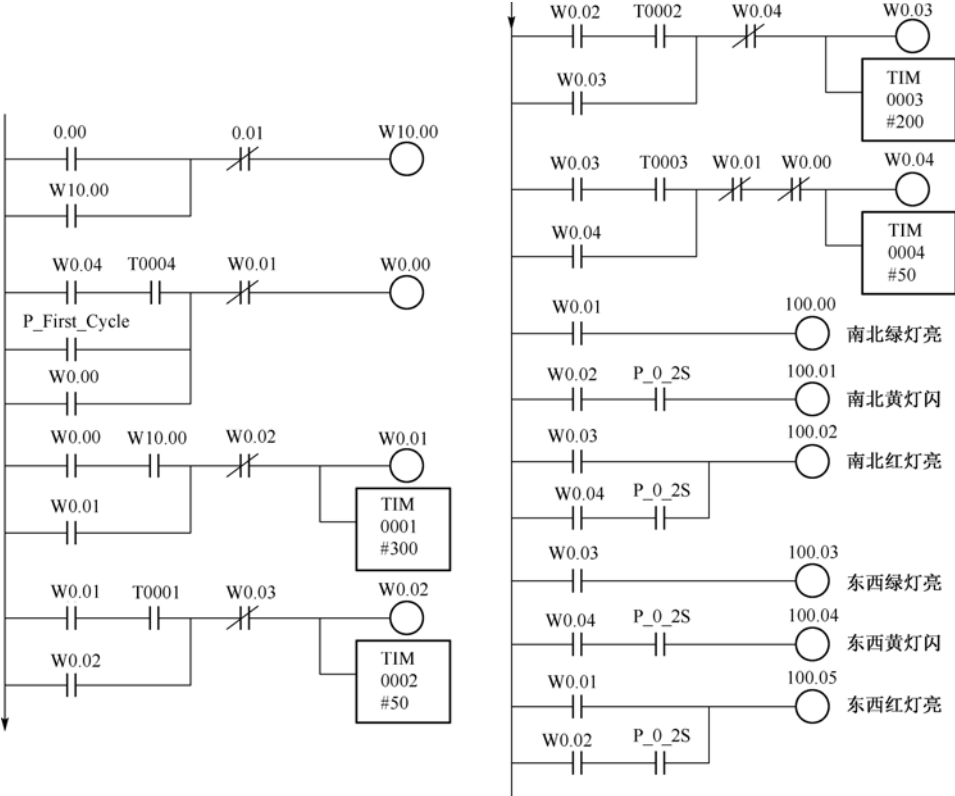 0.00 0.01 W10.00
W10.00
W0.04 T0004 W0.01 W0.00
P_First_Cycle
W0.00
W0.00 W10.00 W0.02 W0.01
W0.01
TIM
0001
#300
W0.01 T0001 W0.03 W0.02
W0.02
TIM
0002
#50
W0.02 T0002 W0.04 W0.03
W0.03
TIM
0003
#200
W0.03 T0003 W0.01 W0.00 W0.04
W0.04
TIM
0004
#50
W0.01 100.00 南北绿灯亮
W0.02 P_0_2S 100.01 南北黄灯闪
W0.03 100.02 南北红灯亮
W0.04 P_0_2S
W0.03 100.03 东西绿灯亮
W0.04 P_0_2S 100.04 东西黄灯闪
W0.01 100.05 东西红灯亮
W0.02 P_0_2S